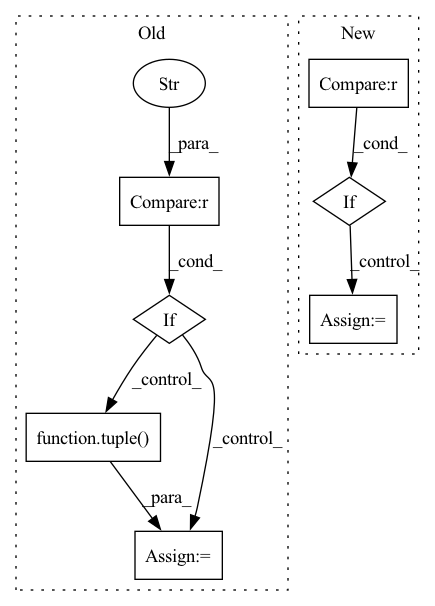 Old
New
Str
Compare:r
_para_
_cond_
Compare:r
_cond_
If
If
_control_
_control_
_control_
Assign:=
function.tuple()
_para_
Assign:=